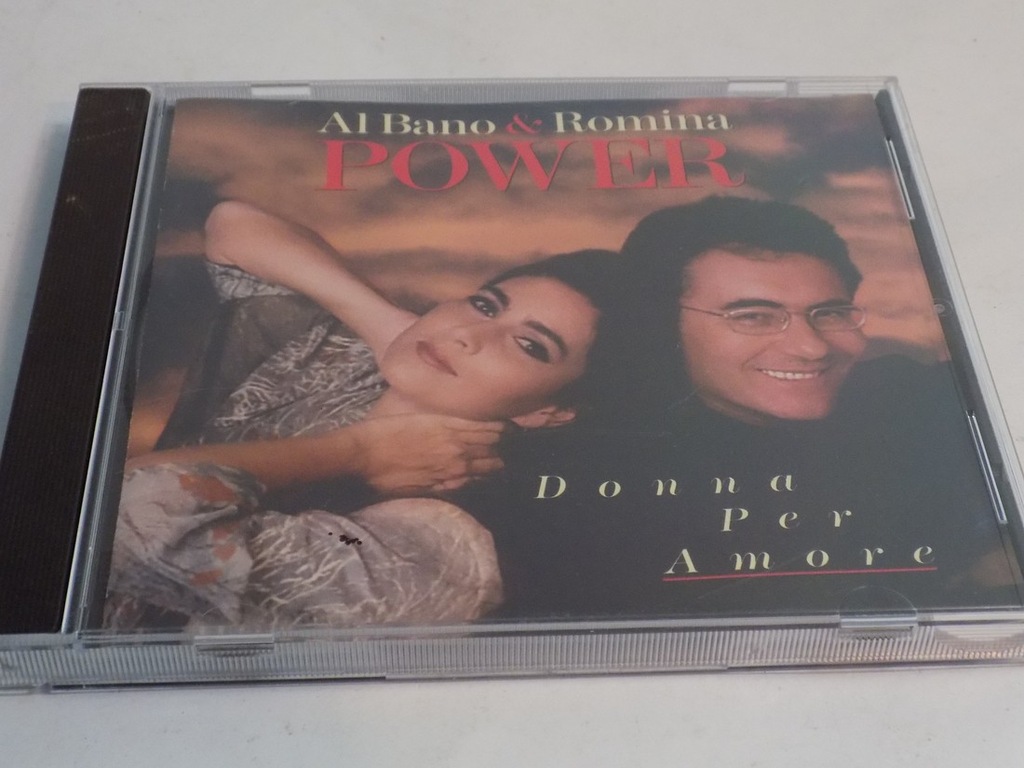 Al Bano & Romina
POWER
Donna
Per
Amore